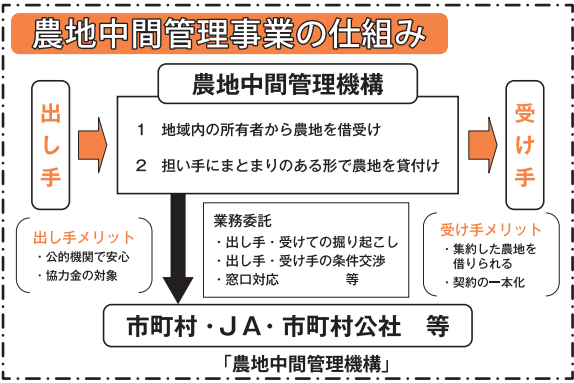 農地中間管理事業の仕組み
農地中間管理機構
出し手
1 地域内の所有者から農地を借受け
2 担い手にまとまりのある形で農地を貸付け
受け手
出し手メリット
・公的機関で安心
・協力金の対象
業務委託
・出し手・受けての掘り起こし
・出し手・受け手の条件交渉
・窓口対応 等
受け手メリット
・集約した農地を
借りられる
・契約の一本化
市町村・JA・市町村公社 等
「農地中間管理機構」